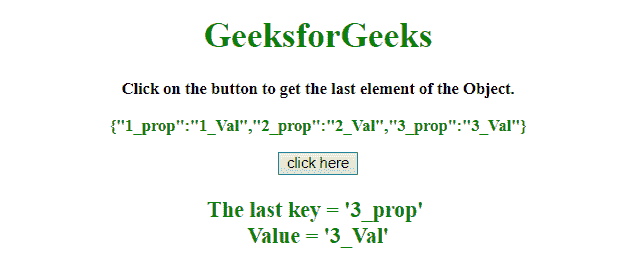 GeeksforGeeks
Click on the button to get the last element of the Object.
{"1_prop":"1_Val","2_prop":"2_Val","3_prop":"3_Val"}
click here
The last key = '3_prop'
Value = '3_Val'